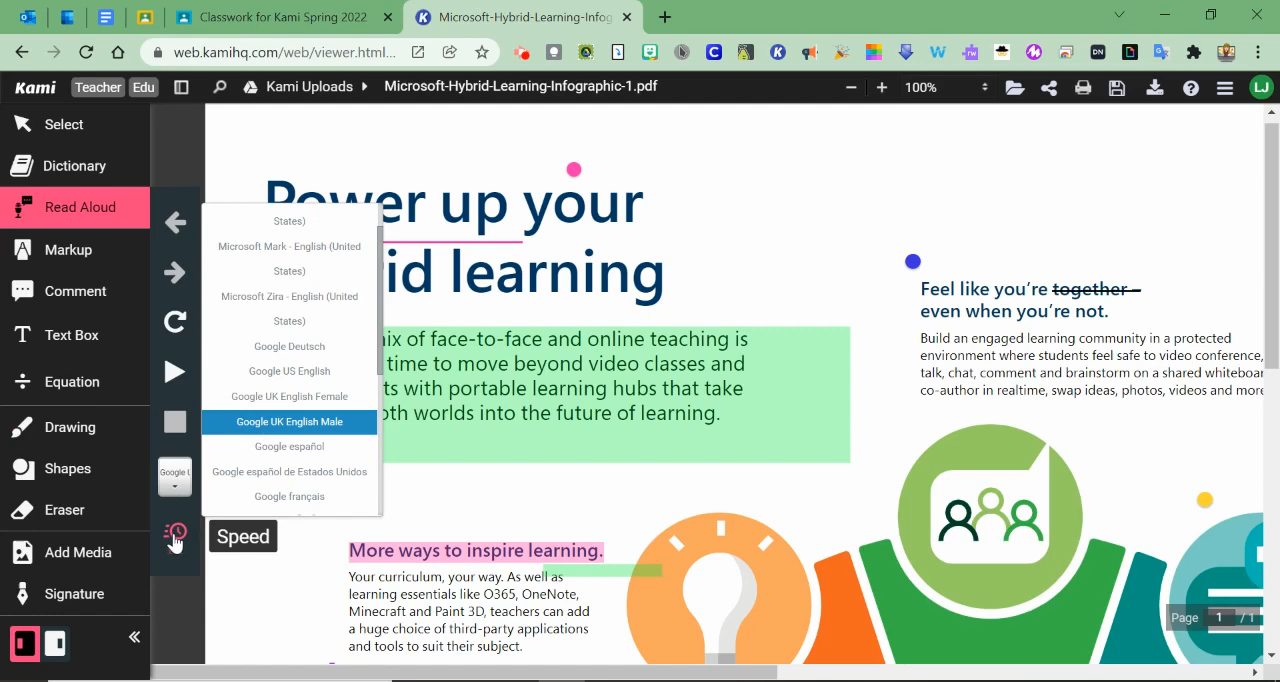 Classwork for Kami Spring 2022
Microsoft-Hybrid-Learning-Infog
web.kamihq.com/web/viewer.html...
Kami Teacher Edu Kami Uploads Microsoft-Hybrid-Learning-Infographic-1.pdf 100% LJ
Select
Dictionary
Read Aloud
Markup
Comment
Text Box
Equation
Drawing
Shapes
Eraser
Add Media
Signature
States)
Microsoft Mark - English (United
States)
Microsoft Zira - English (United
States)
Google Deutsch
Google US English
Google UK English Female
Google UK English Male
Google español
Google español de Estados Unidos
Google français
Google U
Speed
Power up your
id learning
ix of face-to-face and online teaching is
time to move beyond video classes and
ts with portable learning hubs that take
oth worlds into the future of learning.
More ways to inspire learning.
Your curriculum, your way. As well as
learning essentials like O365, OneNote,
Minecraft and Paint 3D, teachers can add
a huge choice of third-party applications
and tools to suit their subject.
Feel like you're together –
even when you're not.
Build an engaged learning community in a protected
environment where students feel safe to video conference,
talk, chat, comment and brainstorm on a shared whiteboar
co-author in realtime, swap ideas, photos, videos and more
Page 1 / 1